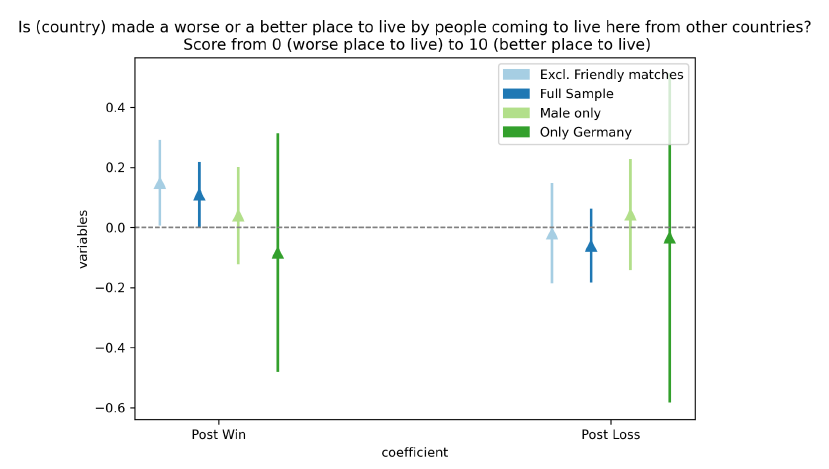 Is (country) made a worse or a better place to live by people coming to live here from other countries?
Score from 0 (worse place to live) to 10 (better place to live)
Excl. Friendly matches
Full Sample
Male only
Only Germany
variables
0.4
0.2
0.0
−0.2
−0.4
−0.6
Post Win
Post Loss
coefficient